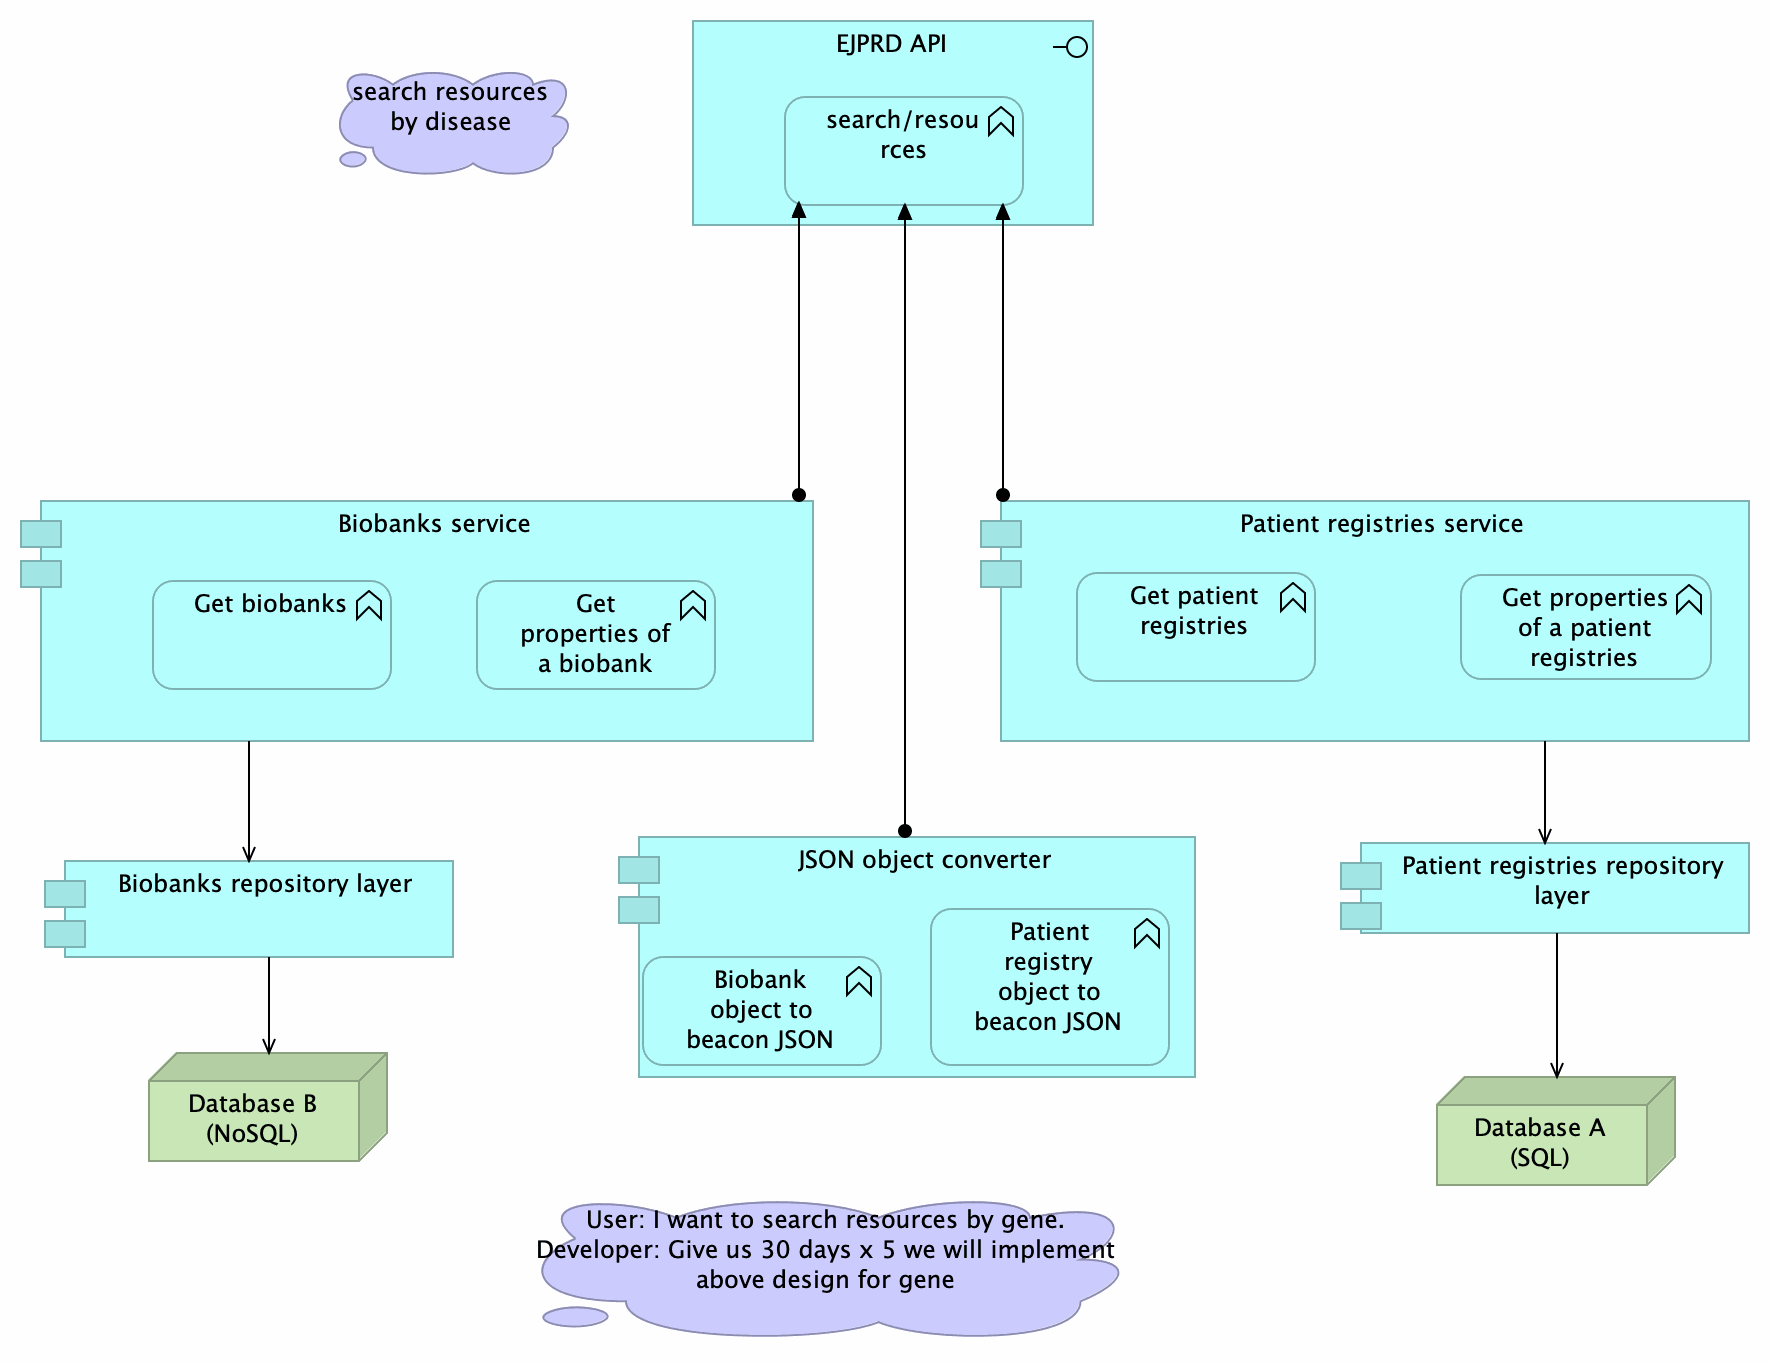 EJPRD API
search resources
by disease
search/resou
rces
Biobanks service
Get biobanks
Get
properties of
a biobank
Patient registries service
Get patient
registries
Get properties
of a patient
registries
Biobanks repository layer
JSON object converter
Biobank
object to
beacon JSON
Patient
registry
object to
beacon JSON
Patient registries repository
layer
Database B
(NoSQL)
Database A
(SQL)
User: I want to search resources by gene.
Developer: Give us 30 days x 5 we will implement
above design for gene